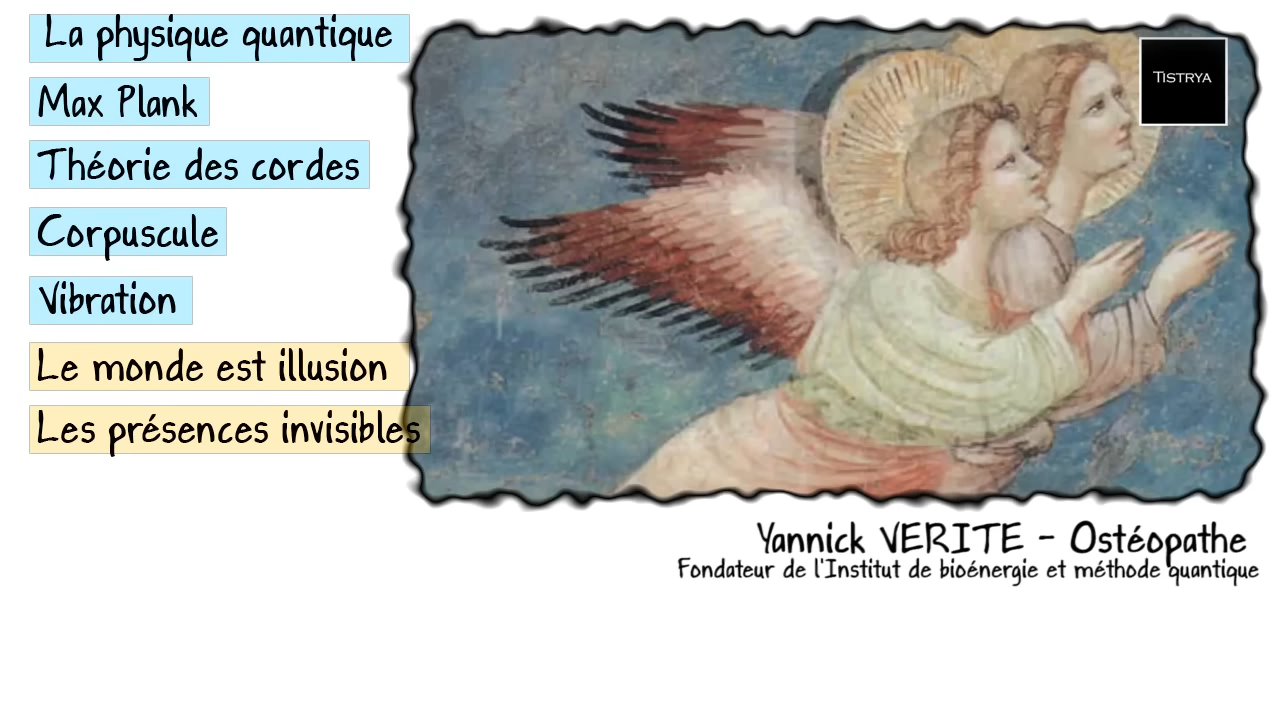 La physique quantique
Max Plank
Théorie des cordes
Corpuscule
Vibration
Le monde est illusion
Les présences invisibles
TISTRYA
Yannick VERITE - Ostéopathe
Fondateur de l'Institut de bioénergie et méthode quantique